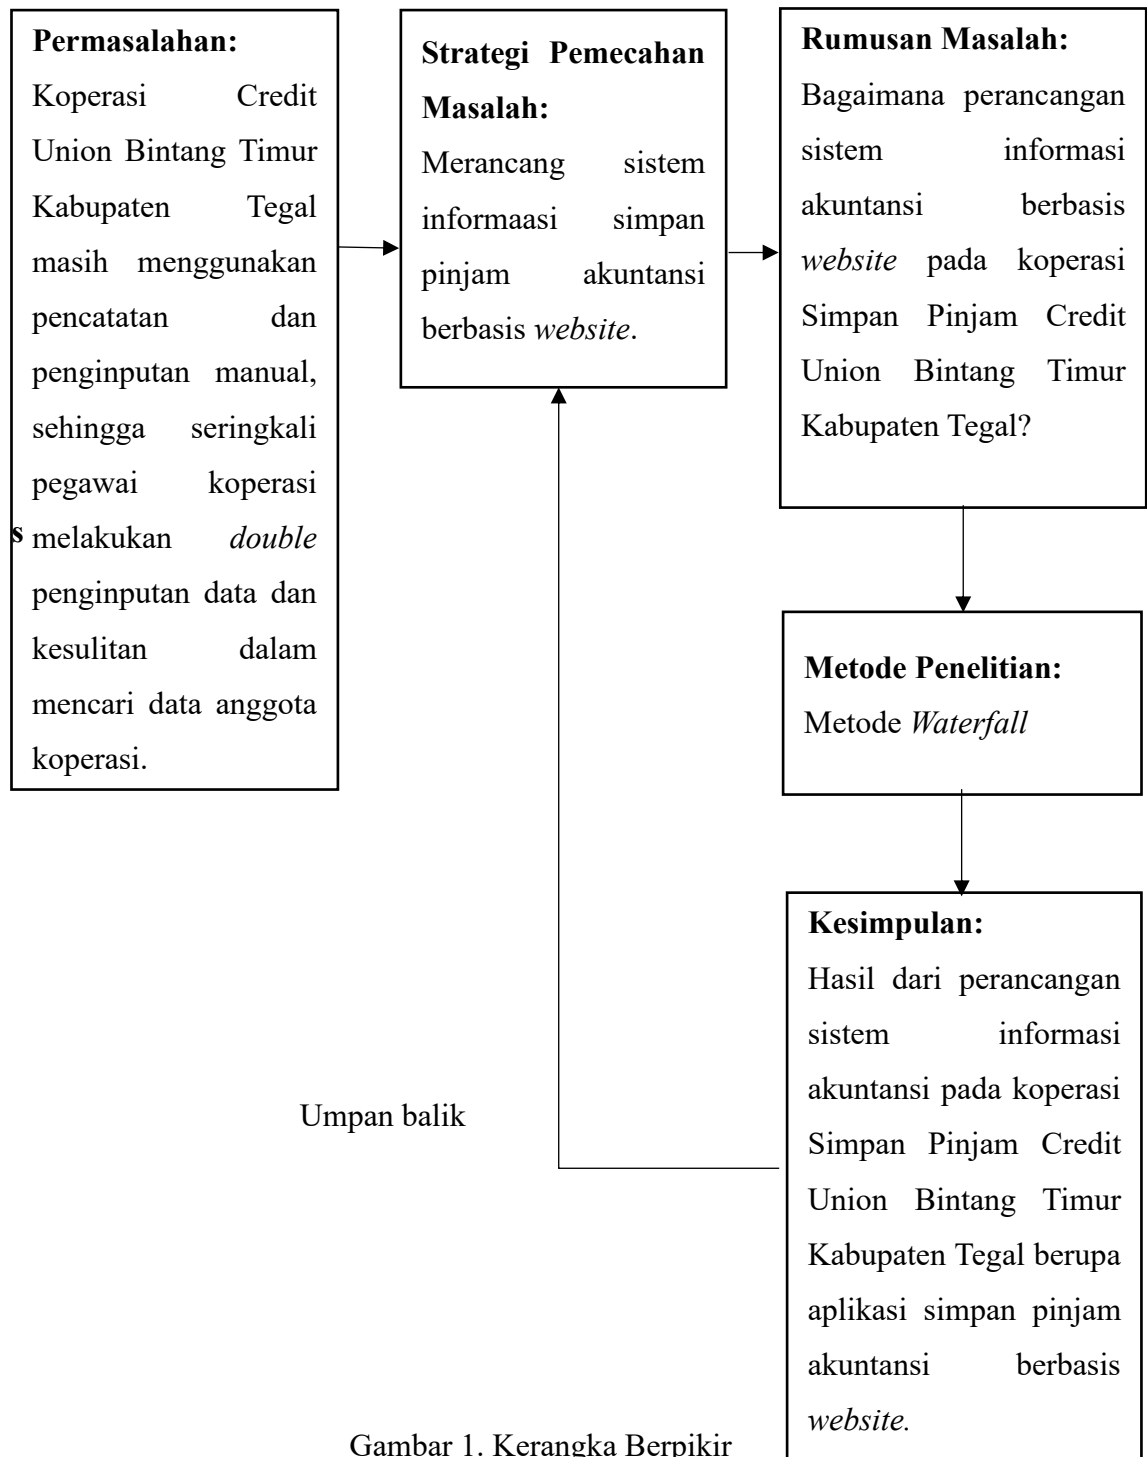 Permasalahan:
Koperasi Credit
Union Bintang Timur
Kabupaten Tegal
masih menggunakan
pencatatan dan
penginputan manual,
sehingga seringkali
pegawai koperasi
s melakukan double
penginputan data dan
kesulitan dalam
mencari data anggota
koperasi.
Strategi Pemecahan
Masalah:
Merancang sistem
informaasi simpan
pinjam akuntansi
berbasis website.
Rumusan Masalah:
Bagaimana perancangan
sistem informasi
akuntansi berbasis
website pada koperasi
Simpan Pinjam Credit
Union Bintang Timur
Kabupaten Tegal?
Metode Penelitian:
Metode Waterfall
Kesimpulan:
Hasil dari perancangan
sistem informasi
akuntansi pada koperasi
Simpan Pinjam Credit
Union Bintang Timur
Kabupaten Tegal berupa
aplikasi simpan pinjam
akuntansi berbasis
website.
Umpan balik
Gambar 1. Kerangka Berpikir